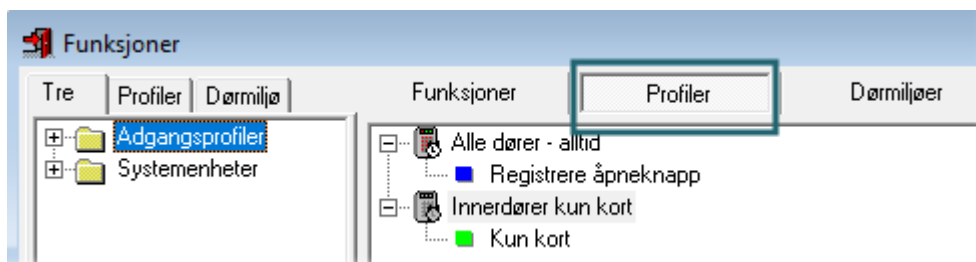 Funksjoner
Tre Profiler Dørmiljø
Funksjoner Profiler Dørmiljøer
Adgangsprofiler
Systemenheter
Alle dører - alltid
Registrere åpneknapp
Innerdører kun kort
Kun kort